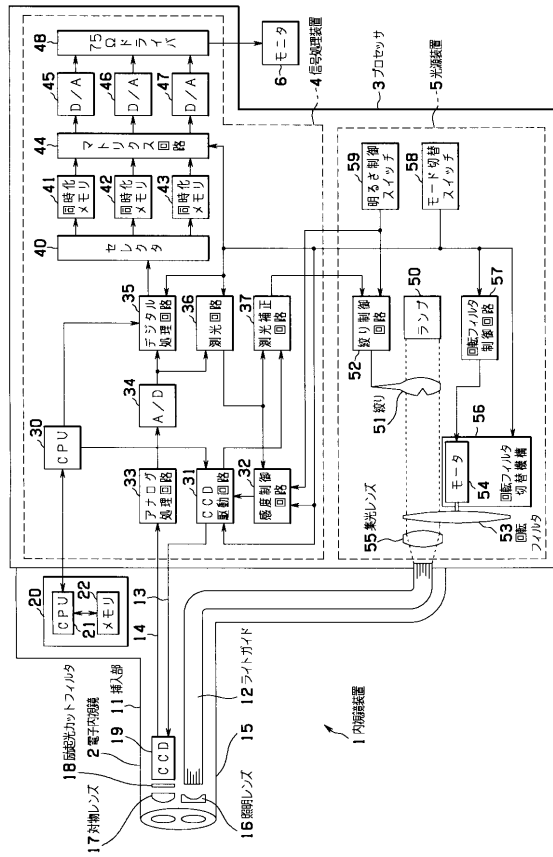 1 内視鏡装置
2 電子内視鏡
11 挿入部
18 励起光カットフィルタ
17 対物レンズ
19
CCD
16 照明レンズ
15
12 ライトガイド
14
13
20
CPU
21
22
メモリ
3 プロセッサ
4 信号処理装置
5 光源装置
30
CPU
33
アナログ
処理回路
31
CCD
駆動回路
32
感度制御
回路
34
A/D
35
デジタル
処理回路
36
測光回路
37
測光補正
回路
40
セレクタ
41
同時化
メモリ
42
同時化
メモリ
43
同時化
メモリ
44
マトリクス回路
45
D/A
46
D/A
47
D/A
48
75
Ωドライバ
6
モニタ
59
明るさ制御
スイッチ
58
モード切替
スイッチ
52
絞り制御
回路
50
ランプ
51 絞り
57
回転フィルタ
制御回路
56
モータ
54
回転フィルタ
切替機構
55 集光レンズ
53 回転
フィルタ